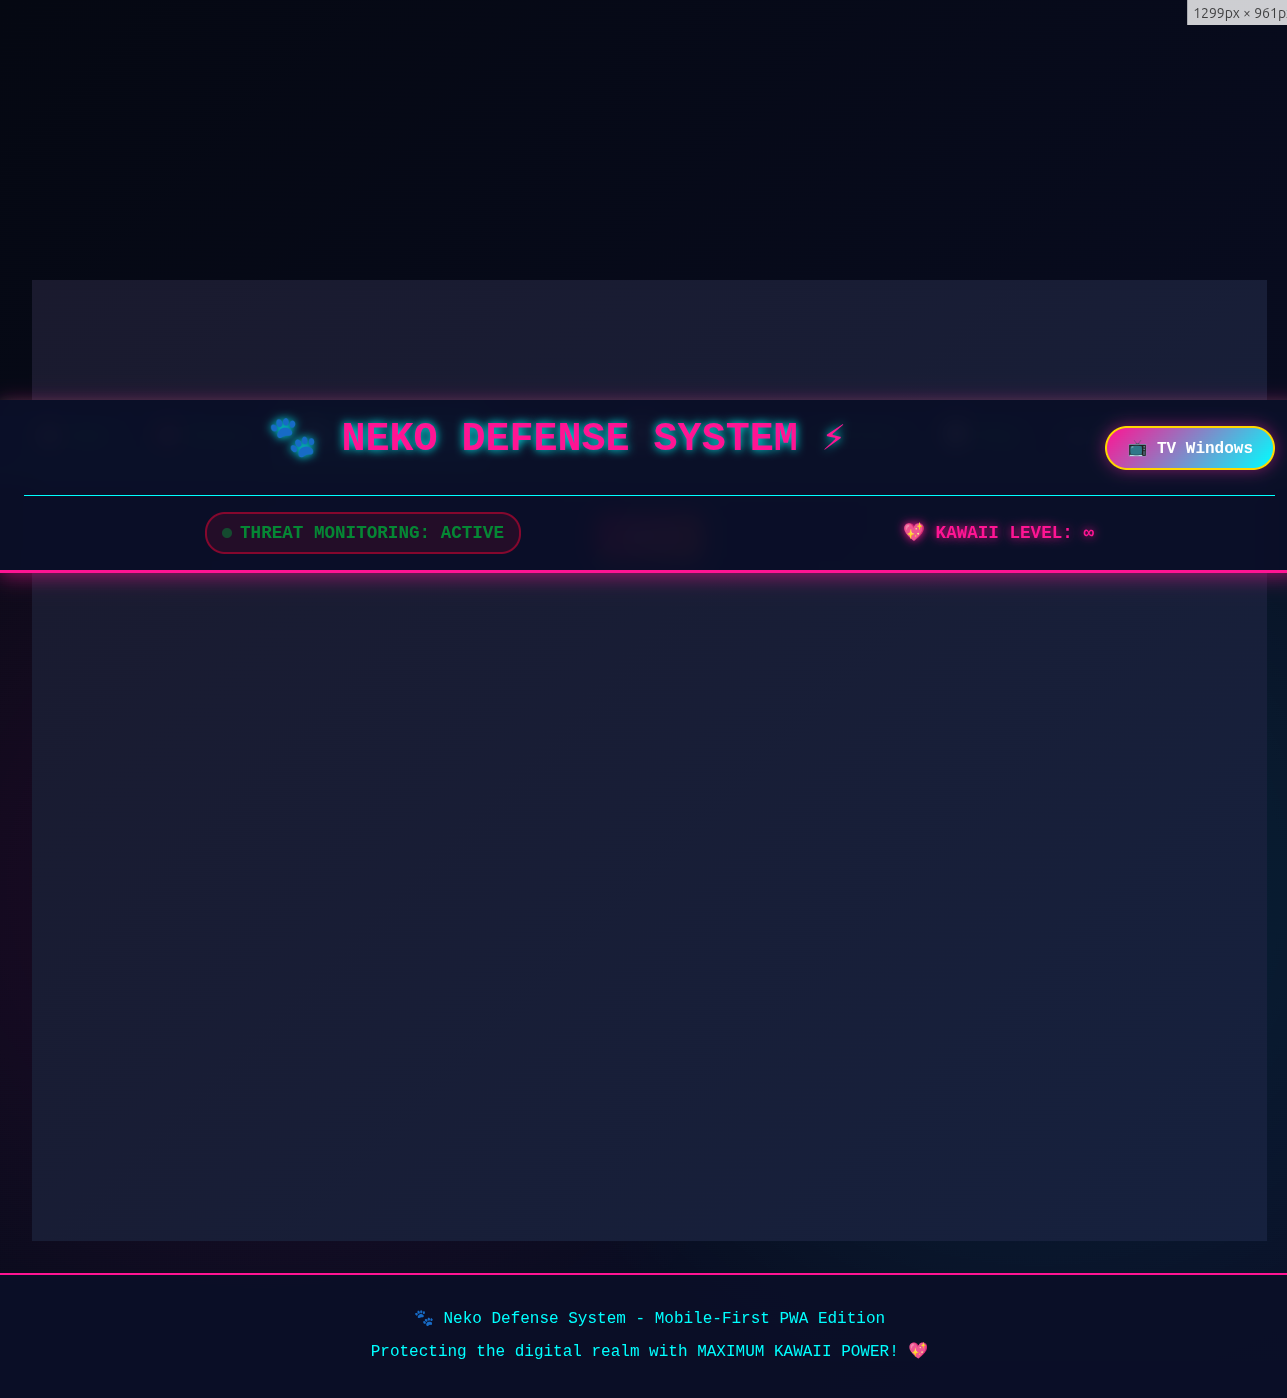 1299px × 961p
🐾 NEKO DEFENSE SYSTEM ⚡
📺 TV Windows
THREAT MONITORING: ACTIVE
💖 KAWAII LEVEL: ∞
🐾 Neko Defense System - Mobile-First PWA Edition
Protecting the digital realm with MAXIMUM KAWAII POWER! 💖